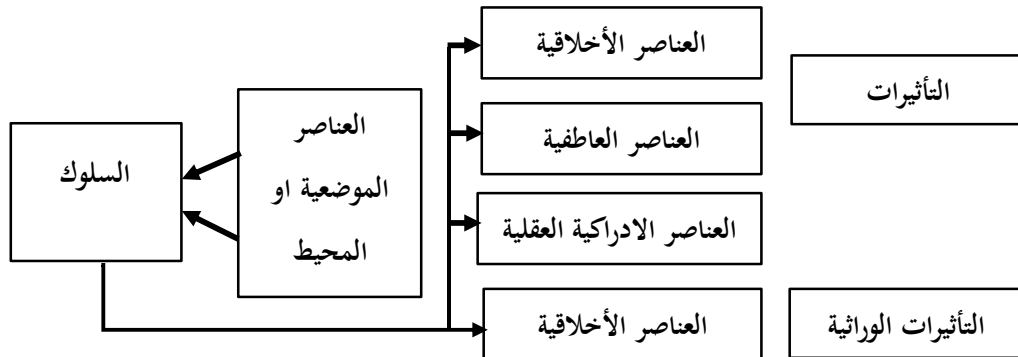 العناصر الأخلاقية
التأثيرات
العناصر العاطفية
العناصر الادراكية العقلية
التأثيرات الوراثية
العناصر الأخلاقية
العناصر
الموضعية او
المحيط
السلوك